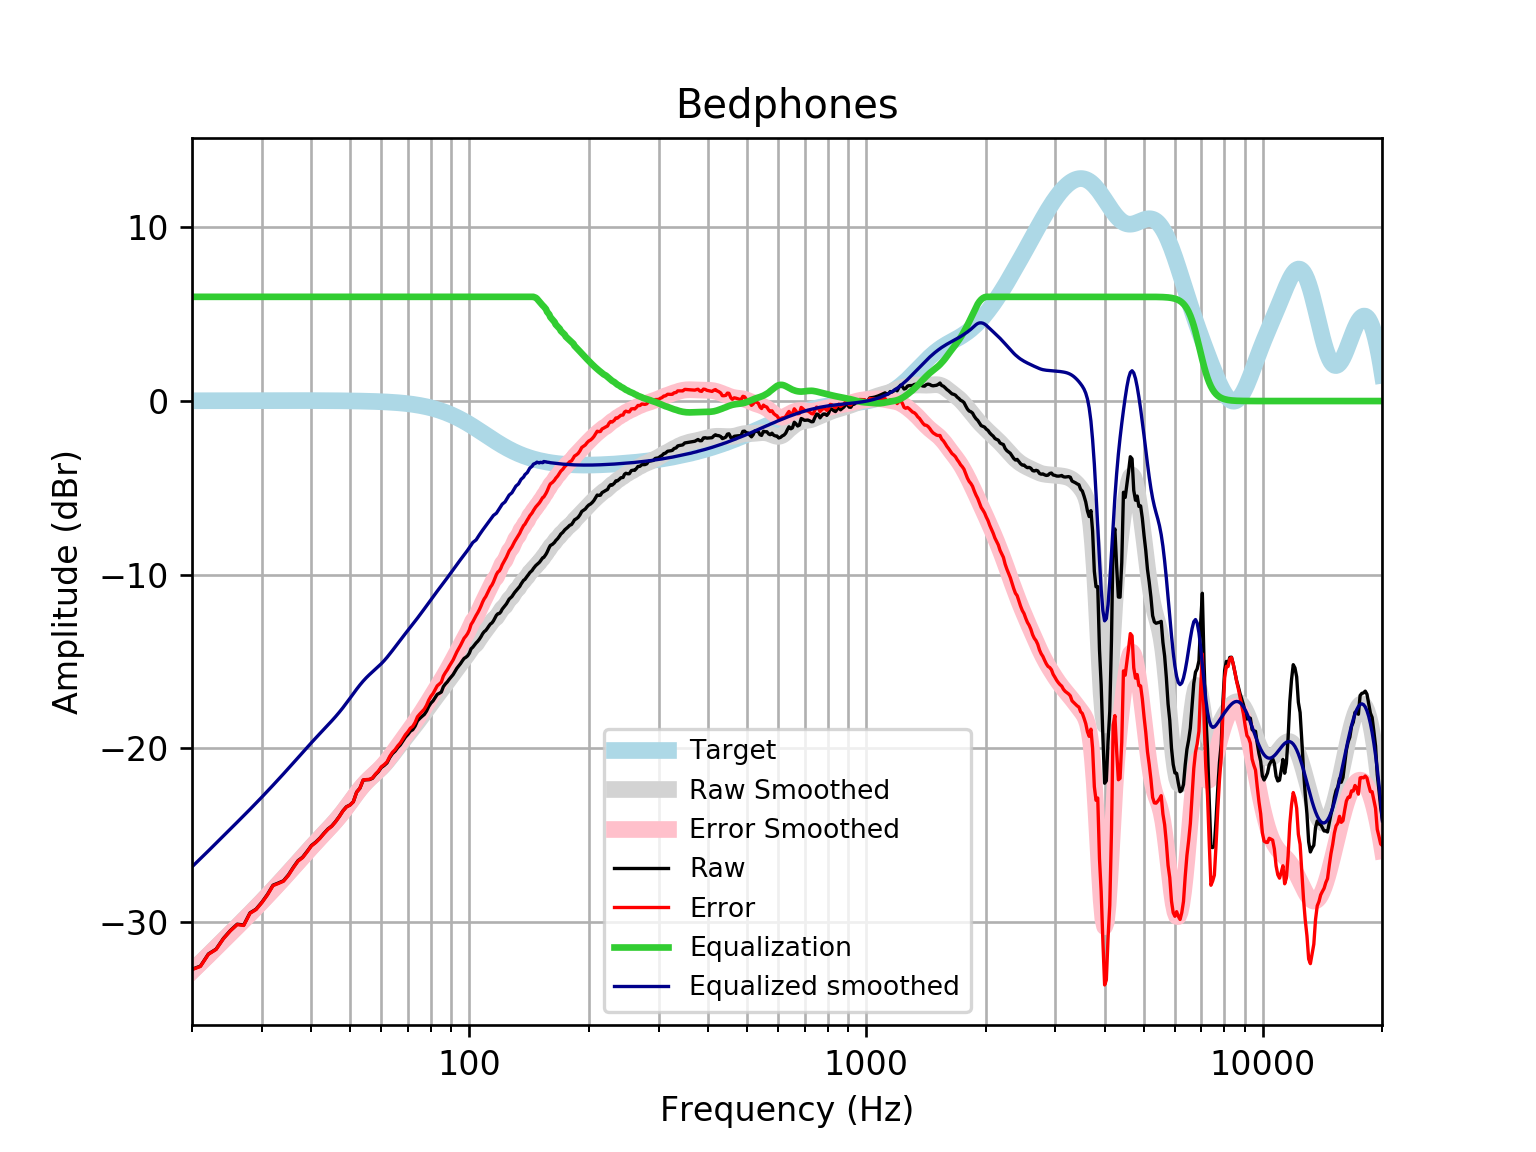 Bedphones
10
0
−10
−20
−30
Amplitude (dBr)
Target
Raw Smoothed
Error Smoothed
Raw
Error
Equalization
Equalized smoothed
100
1000
10000
Frequency (Hz)